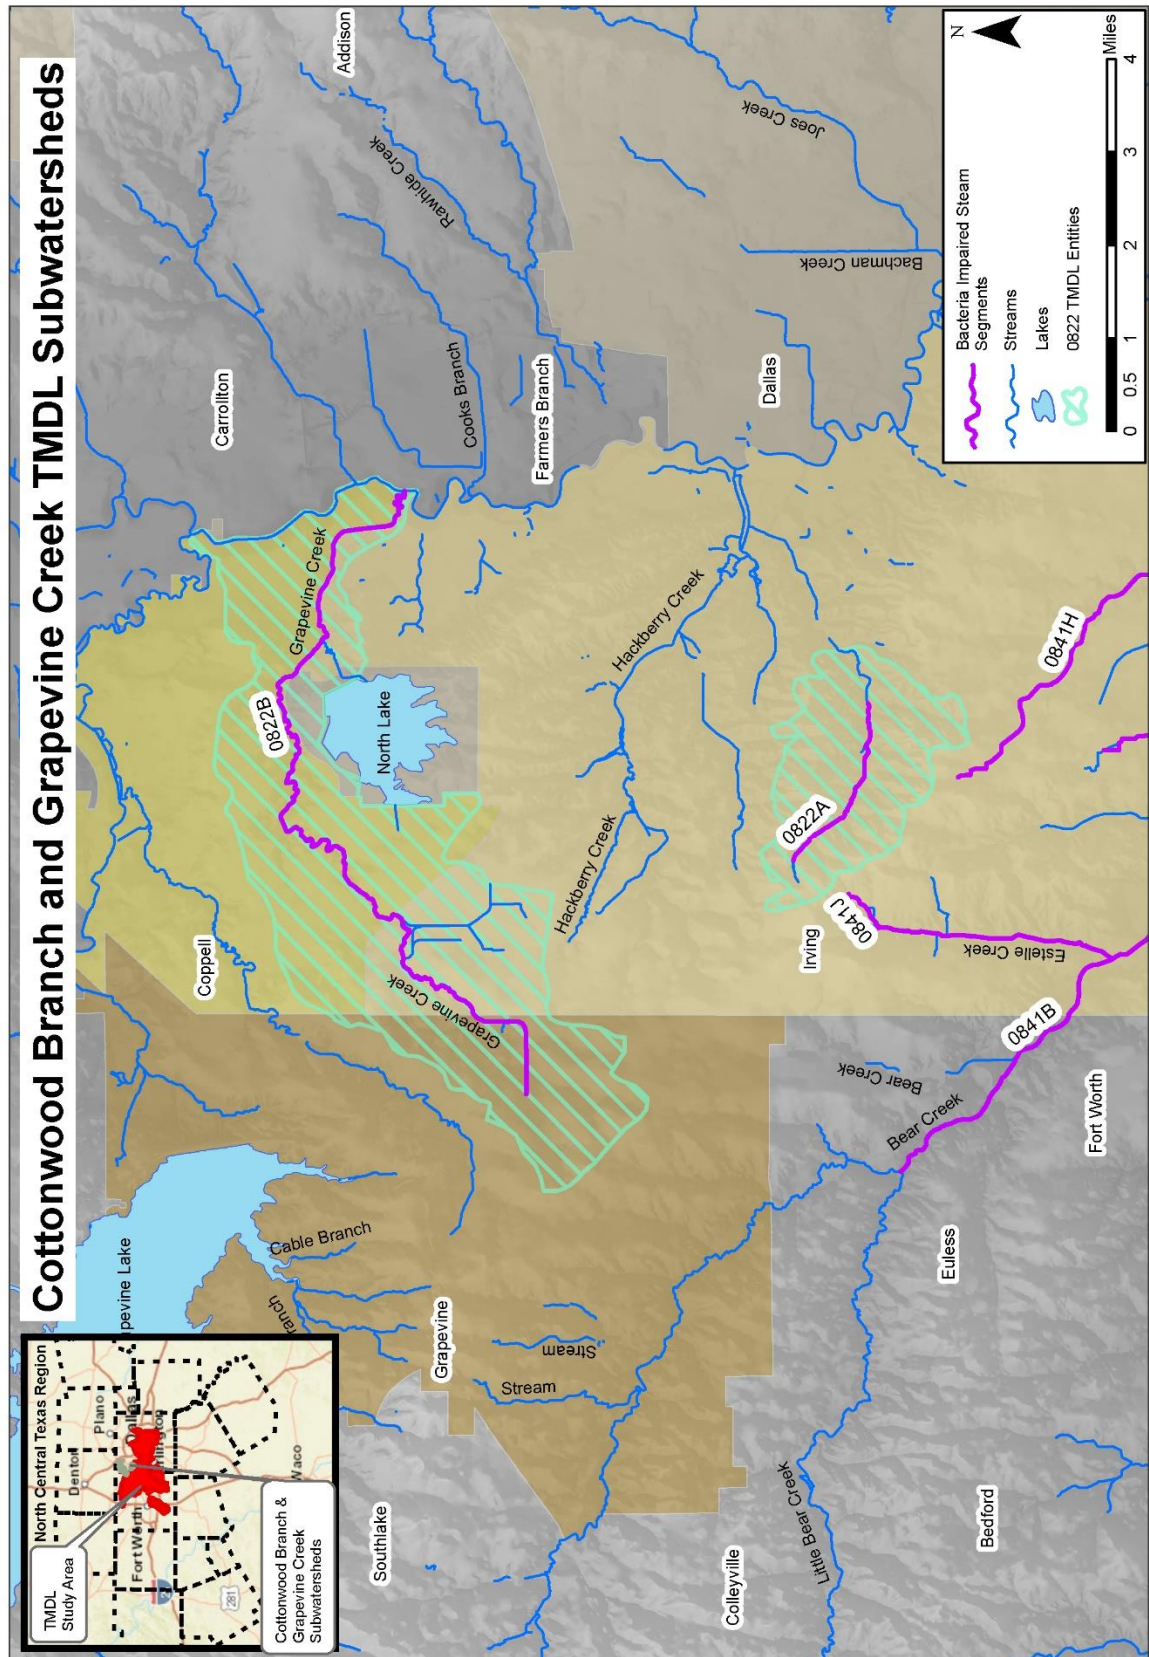 Cottonwood Branch and Grapevine Creek TMDL Subwatersheds
North Central Texas Region
TMDL
Study Area
Denton
Plano
Dallas
Fort Worth
281
Waco
Cottonwood Branch &
Grapevine Creek
Subwatersheds
Cable Branch
Grapevine
Stream
Stream
Southlake
Colleyville
Little Bear Creek
Bedford
Euless
Bear Creek
Bear Creek
Fort Worth
0841B
Estelle Creek
0841J
Irving
0822A
0841H
Coppell
Grapevine Creek
0822B
North Lake
Grapevine Creek
Hackberry Creek
Hackberry Creek
Carrollton
Cooks Branch
Farmers Branch
Rawhide Creek
Addison
Dallas
Bachman Creek
Joes Creek
N
Bacteria Impaired Steam
Segments
Streams
Lakes
0822 TMDL Entities
0 0.5 1 2 3 4
Miles